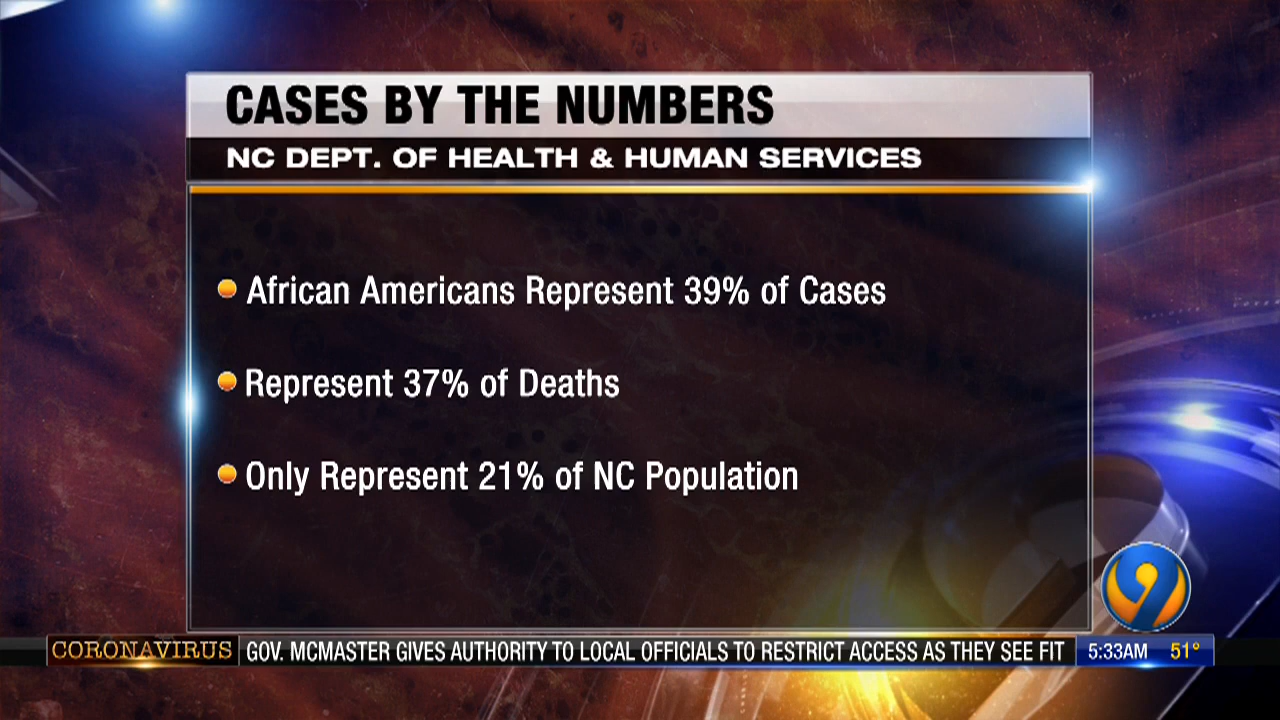 CASES BY THE NUMBERS
NC DEPT. OF HEALTH & HUMAN SERVICES
African Americans Represent 39% of Cases
Represent 37% of Deaths
Only Represent 21% of NC Population
9
CORONAVIRUS GOV. MCMASTER GIVES AUTHORITY TO LOCAL OFFICIALS TO RESTRICT ACCESS AS THEY SEE FIT 5:33AM 51°